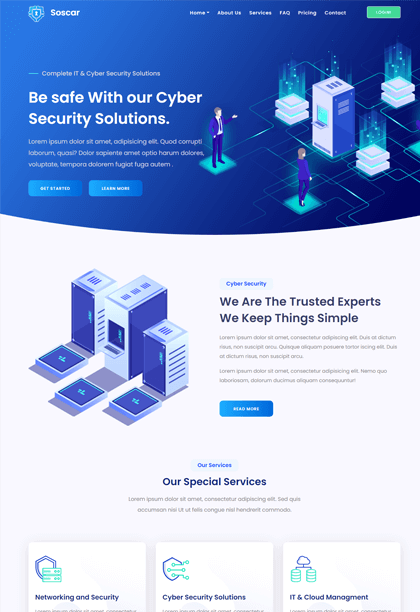 Soscar
Home About Us Services FAQ Pricing Contact
LOGIN
Complete IT & Cyber Security Solutions
Be safe With our Cyber
Security Solutions.
Lorem ipsum dolor sit amet, adipisicing elit. Quod corrupti
laborum, quasi? Dolor sapiente amet optio harum dolores,
voluptate, tempora dolorem fugiat fuga autem .
GET STARTED LEARN MORE
Cyber Security
We Are The Trusted Experts
We Keep Things Simple
Lorem ipsum dolor sit amet, consectetur adipiscing elit. Duis at dictum
risus, non suscipit arcu. Quisque aliquam posuere tortor iscing elit. Duis
at dictum risus, non suscipit arcu.
Lorem ipsum dolor sit amet, consectetur adipiscing elit. Nemo quo
laboriosam, dolorum ducimus aliquam consequuntur!
READ MORE
Our Services
Our Special Services
Lorem ipsum dolor sit amet, consectetur adipiscing elit. Sed quis
accumsan nisi. Ut ut felis congue nisl hendrerit commodo.
Networking and Security Cyber Security Solutions IT & Cloud Managment